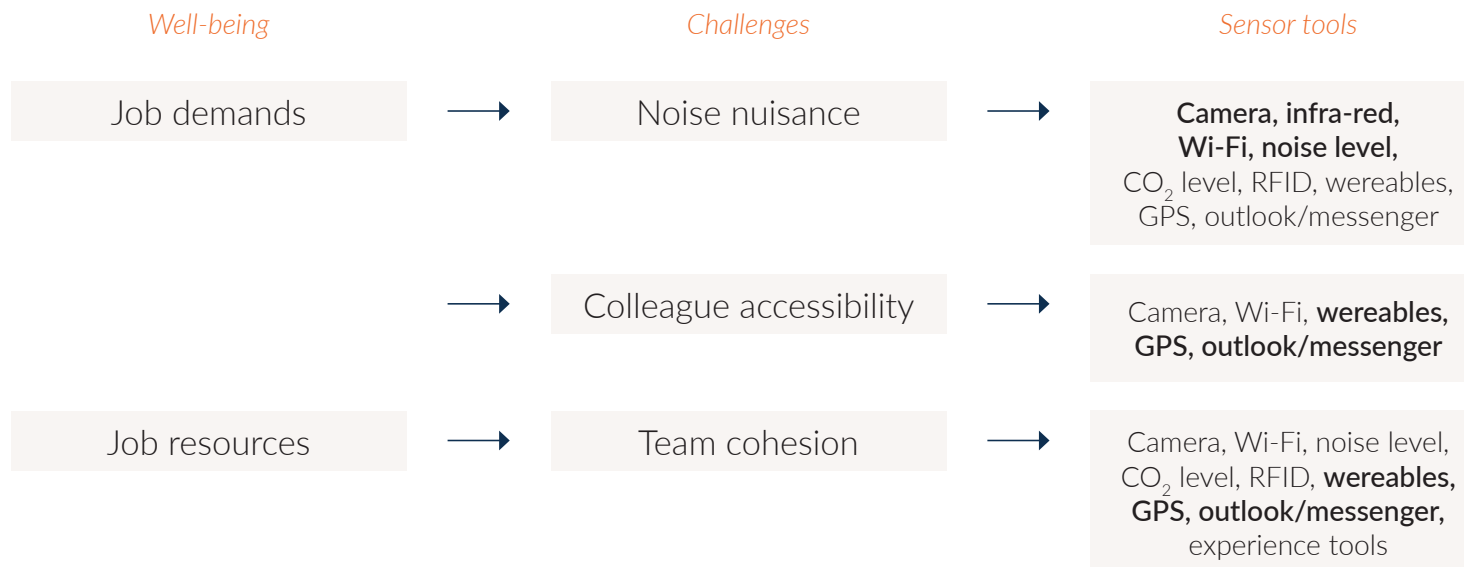 Well-being
Challenges
Sensor tools
Job demands
Noise nuisance
Camera, infra-red,
Wi-Fi, noise level,
CO₂ level, RFID, wereables,
GPS, outlook/messenger
Colleague accessibility
Camera, Wi-Fi, wereables,
GPS, outlook/messenger
Job resources
Team cohesion
Camera, Wi-Fi, noise level,
CO₂ level, RFID, wereables,
GPS, outlook/messenger,
experience tools